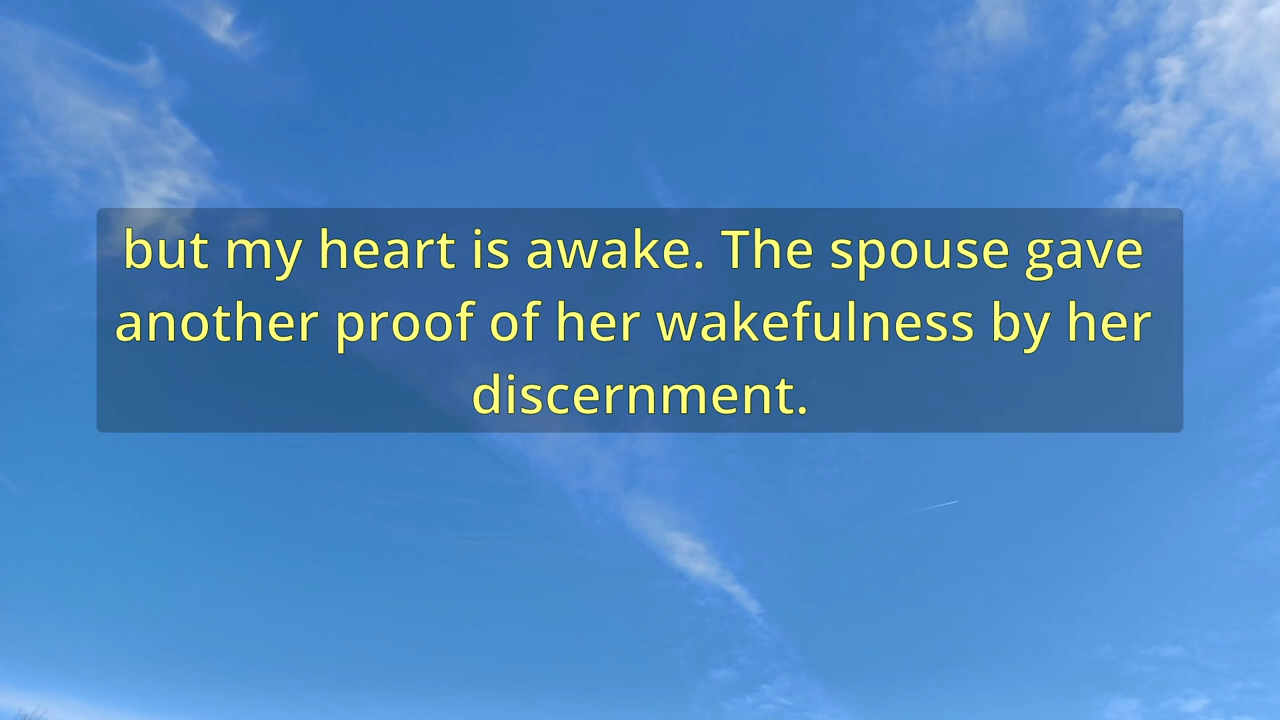 but my heart is awake. The spouse gave
another proof of her wakefulness by her
discernment.